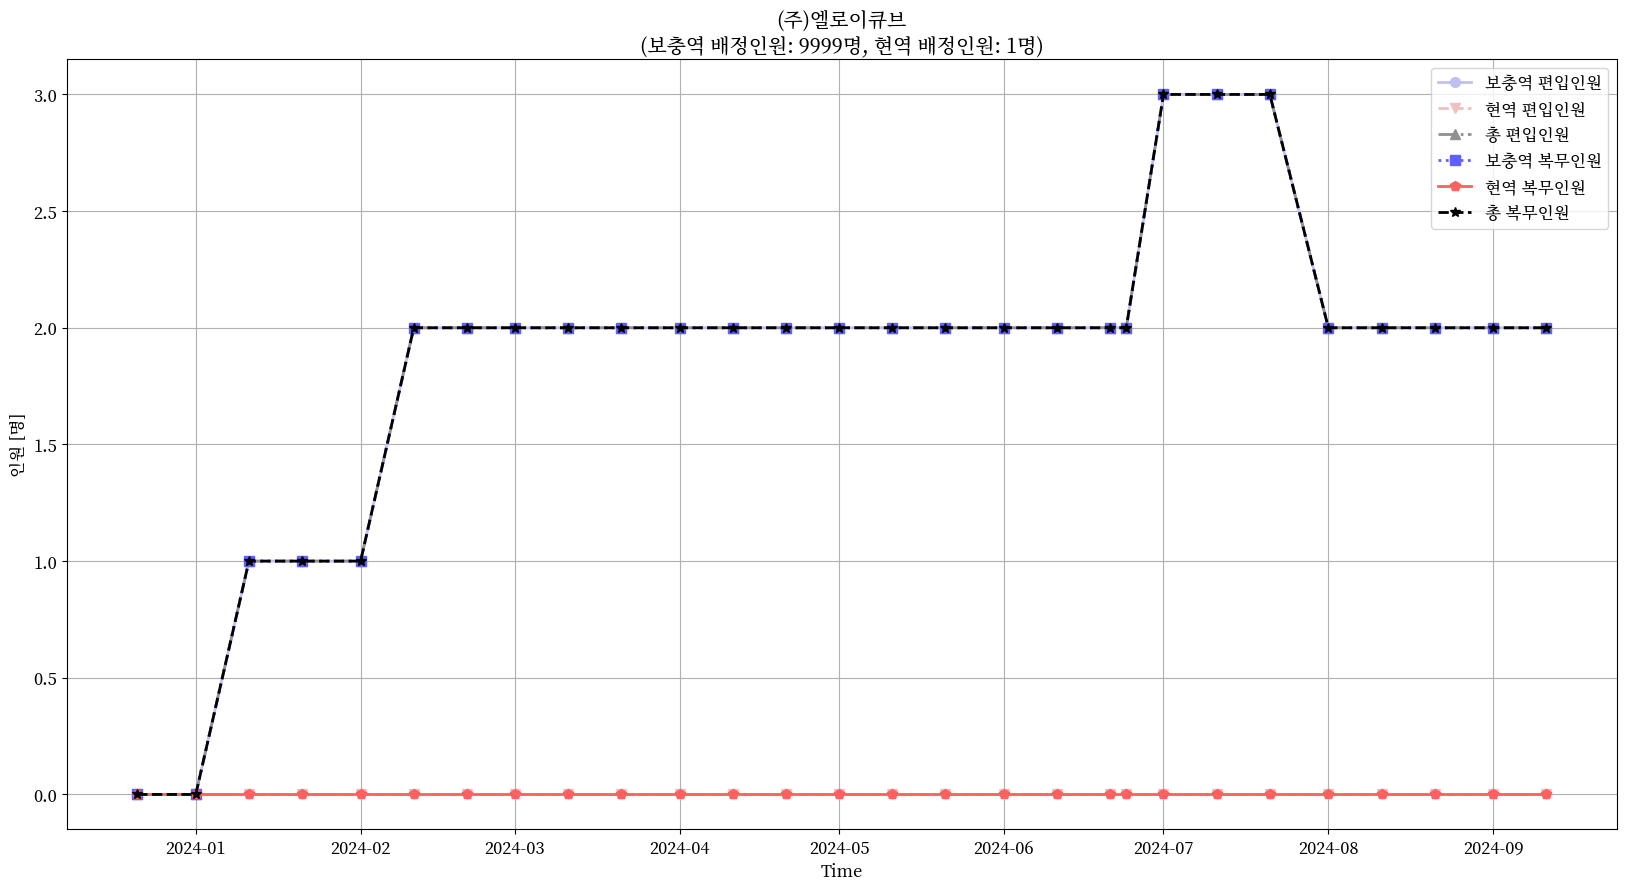 (주)엘로이큐브
(보충역 배정인원: 9999명, 현역 배정인원: 1명)
보충역 편입인원
현역 편입인원
총 편입인원
보충역 복무인원
현역 복무인원
총 복무인원
3.0
2.5
2.0
1.5
1.0
0.5
0.0
인원 [명]
2024-01 2024-02 2024-03 2024-04 2024-05 2024-06 2024-07 2024-08 2024-09
Time